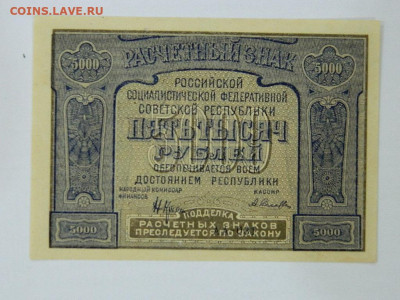 COINS.LAVE.RU
РАСЧЕТНЫЙ ЗНАК
5000 5000
РОССИЙСКОЙ
СОЦИАЛИСТИЧЕСКОЙ ФЕДЕРАТИВНОЙ
СОВЕТСКОЙ РЕСПУБЛИКИ
ПЯТЬ ТЫСЯЧ
РУБЛЕЙ
ОБЕСПЕЧИВАЕТСЯ ВСЕМ
ДОСТОЯНИЕМ РЕСПУБЛИКИ
НАРОДНЫЙ КОМИССАР
ФИНАНСОВ
КАССИР
5000 5000
ПОДДЕЛКА
РАСЧЕТНЫХ ЗНАКОВ
ПРЕСЛЕДУЕТСЯ ПО ЗАКОНУ